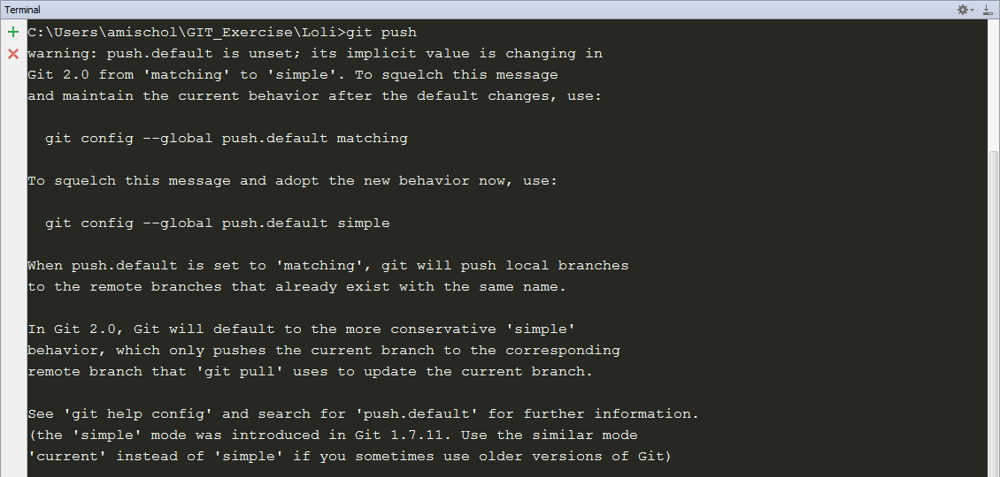 Terminal
C:\Users\amischol\GIT_Exercise\Loli>git push
warning: push.default is unset; its implicit value is changing in
Git 2.0 from 'matching' to 'simple'. To squelch this message
and maintain the current behavior after the default changes, use:
git config --global push.default matching
To squelch this message and adopt the new behavior now, use:
git config --global push.default simple
When push.default is set to 'matching', git will push local branches
to the remote branches that already exist with the same name.
In Git 2.0, Git will default to the more conservative 'simple'
behavior, which only pushes the current branch to the corresponding
remote branch that 'git pull' uses to update the current branch.
See 'git help config' and search for 'push.default' for further information.
(the 'simple' mode was introduced in Git 1.7.11. Use the similar mode
'current' instead of 'simple' if you sometimes use older versions of Git)